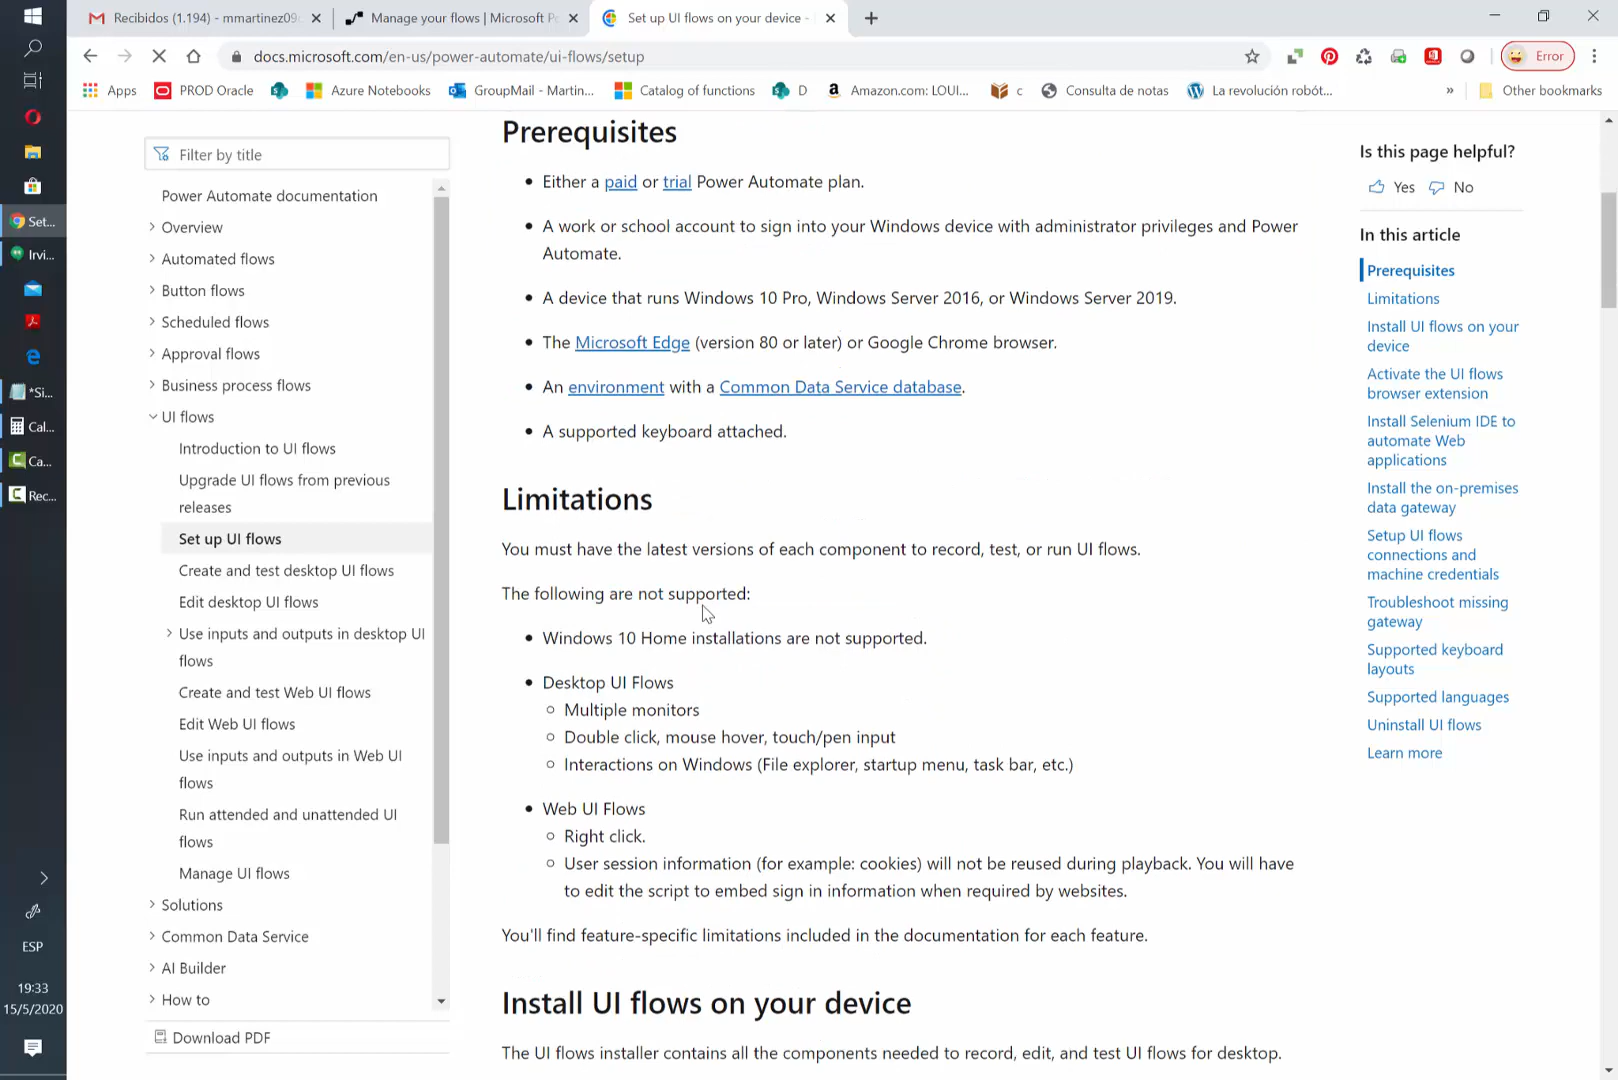 Recibidos (1.194) - mmartinez09
Manage your flows | Microsoft Po
Set up UI flows on your device -
docs.microsoft.com/en-us/power-automate/ui-flows/setup
Error
Apps
PROD Oracle
Azure Notebooks
GroupMail - Martin...
Catalog of functions
D
Amazon.com: LOUI...
c
Consulta de notas
La revolución robót...
»
Other bookmarks
Set...
Irvi...
*Si...
Cal...
Ca...
Rec...
ESP
19:33
15/5/2020
Filter by title
Power Automate documentation
Overview
Automated flows
Button flows
Scheduled flows
Approval flows
Business process flows
UI flows
Introduction to UI flows
Upgrade UI flows from previous
releases
Set up UI flows
Create and test desktop UI flows
Edit desktop UI flows
Use inputs and outputs in desktop UI
flows
Create and test Web UI flows
Edit Web UI flows
Use inputs and outputs in Web UI
flows
Run attended and unattended UI
flows
Manage UI flows
Solutions
Common Data Service
AI Builder
How to
Download PDF
Prerequisites
Either a paid or trial Power Automate plan.
A work or school account to sign into your Windows device with administrator privileges and Power
Automate.
A device that runs Windows 10 Pro, Windows Server 2016, or Windows Server 2019.
The Microsoft Edge (version 80 or later) or Google Chrome browser.
An environment with a Common Data Service database.
A supported keyboard attached.
Limitations
You must have the latest versions of each component to record, test, or run UI flows.
The following are not supported:
Windows 10 Home installations are not supported.
Desktop UI Flows
Multiple monitors
Double click, mouse hover, touch/pen input
Interactions on Windows (File explorer, startup menu, task bar, etc.)
Web UI Flows
Right click.
User session information (for example: cookies) will not be reused during playback. You will have
to edit the script to embed sign in information when required by websites.
You'll find feature-specific limitations included in the documentation for each feature.
Install UI flows on your device
The UI flows installer contains all the components needed to record, edit, and test UI flows for desktop.
Is this page helpful?
Yes No
In this article
Prerequisites
Limitations
Install UI flows on your
device
Activate the UI flows
browser extension
Install Selenium IDE to
automate Web
applications
Install the on-premises
data gateway
Setup UI flows
connections and
machine credentials
Troubleshoot missing
gateway
Supported keyboard
layouts
Supported languages
Uninstall UI flows
Learn more